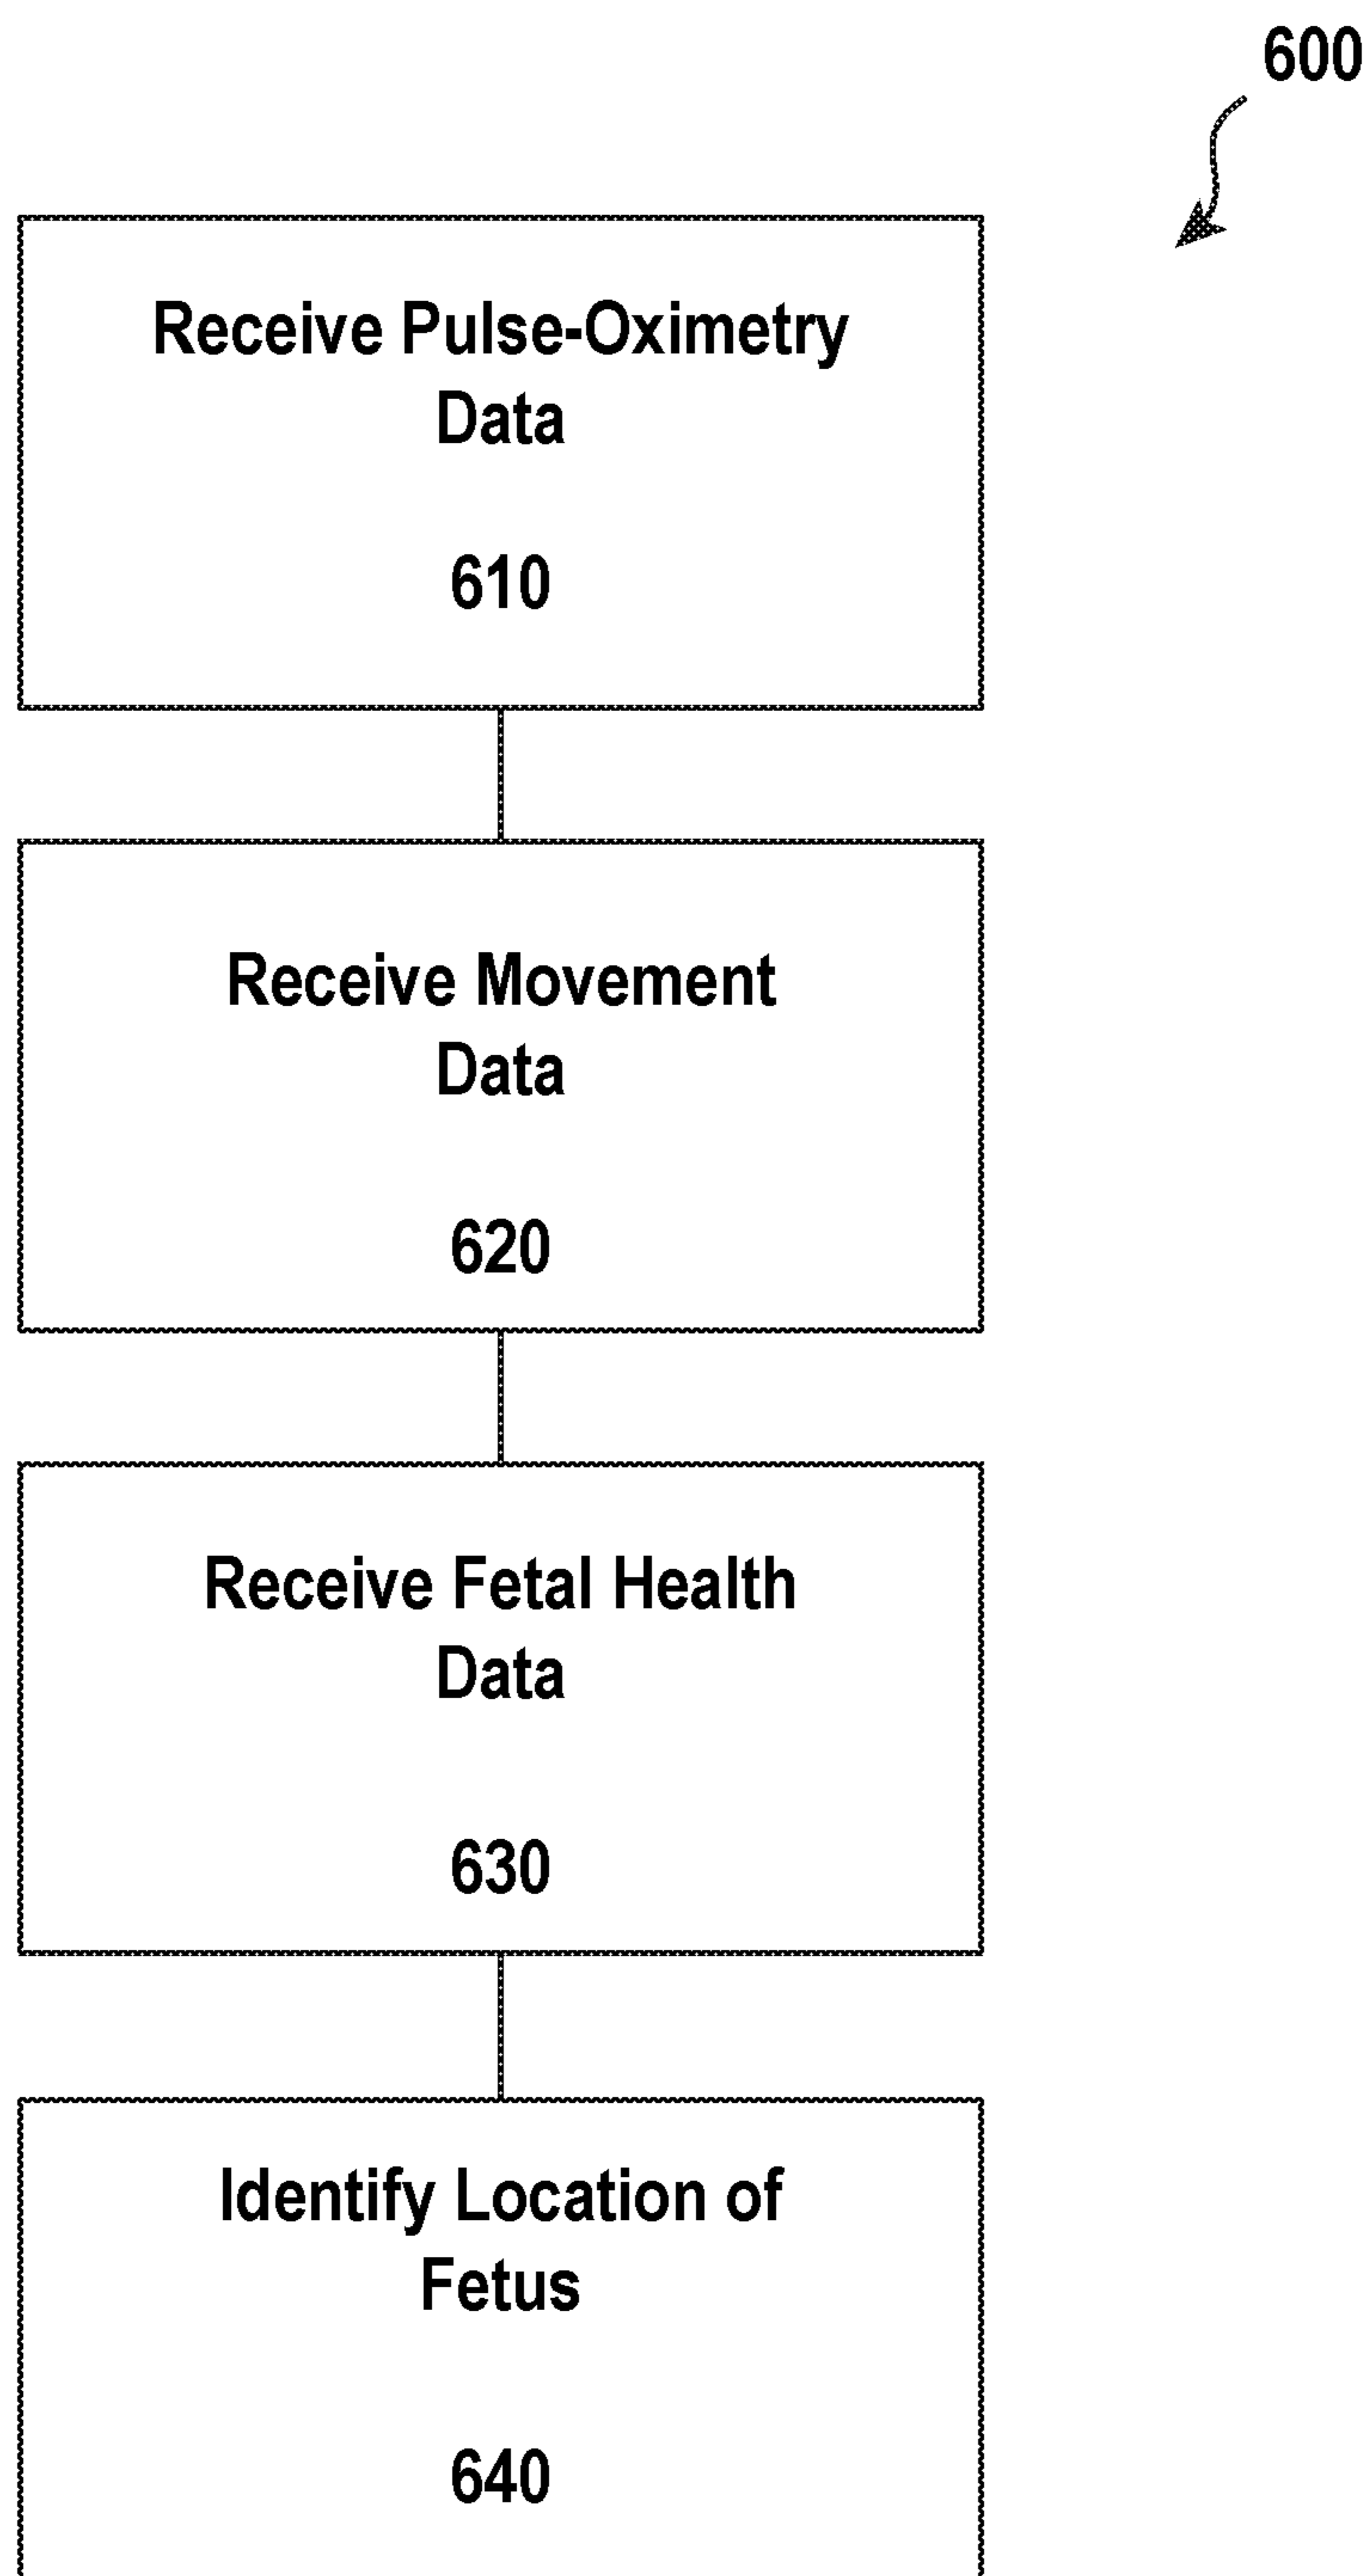 600
Receive Pulse-Oximetry
Data
610
Receive Movement
Data
620
Receive Fetal Health
Data
630
Identify Location of
Fetus
640